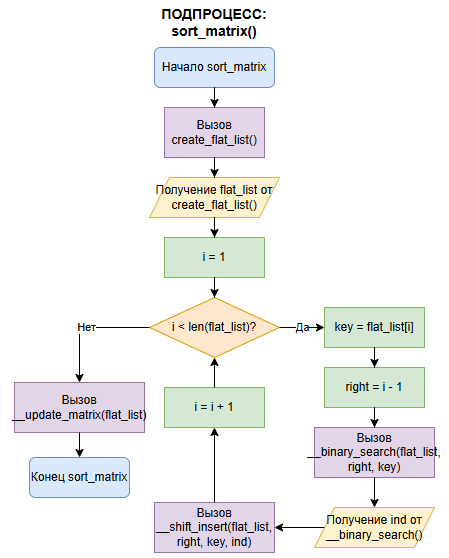 ПОДПРОЦЕСС:
sort_matrix()
Начало sort_matrix
Вызов
create_flat_list()
Получение flat_list от
create_flat_list()
i = 1
i < len(flat_list)?
Нет
Да
key = flat_list[i]
right = i - 1
Вызов
__binary_search(flat_list,
right, key)
Получение ind от
__binary_search()
Вызов
__shift_insert(flat_list,
right, key, ind)
i = i + 1
Вызов
__update_matrix(flat_list)
Конец sort_matrix